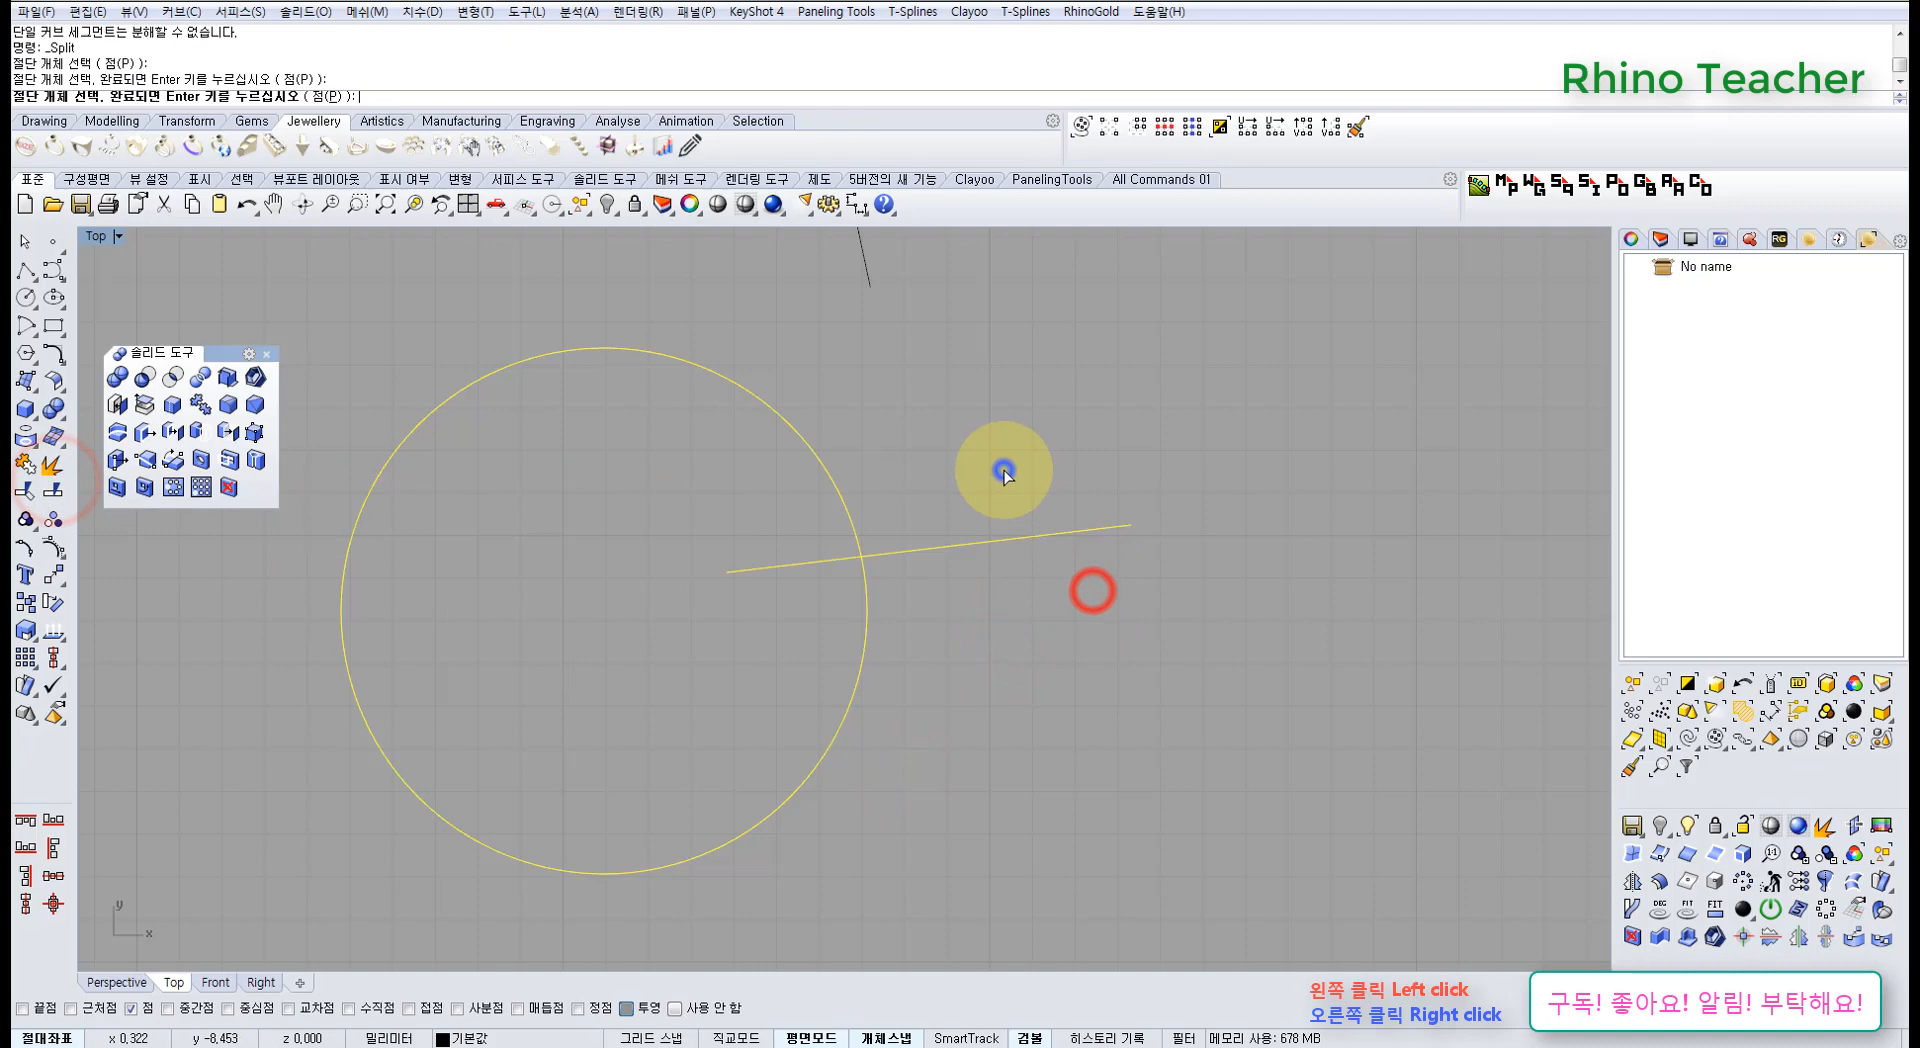 파일(F) 편집(E) 뷰(V) 커브(C) 서피스(S) 솔리드(O) 메쉬(M) 치수(D) 변형(T) 도구(L) 분석(A) 렌더링(R) 패널(P) KeyShot 4 Paneling Tools T-Splines Clayoo T-Splines RhinoGold 도움말(H)
단일 커브 세그먼트는 분해할 수 없습니다.
명령: _Split
절단 개체 선택 ( 점(P) ):
절단 개체 선택. 완료되면 Enter 키를 누르십시오 ( 점(P) ):
절단 개체 선택. 완료되면 Enter 키를 누르십시오 ( 점(P) ):
Rhino Teacher
Drawing Modelling Transform Gems Jewellery Artistics Manufacturing Engraving Analyse Animation Selection
표준 구성평면 뷰 설정 표시 선택 뷰포트 레이아웃 표시 여부 변형 서피스 도구 솔리드 도구 메쉬 도구 렌더링 도구 제도 5버전의 새 기능 Clayoo PanelingTools All Commands 01
Top
No name
솔리드 도구
y
x
Perspective Top Front Right
끝점 근처점 점 중간점 중심점 교차점 수직점 접점 사분점 매듭점 정점 투영 사용 안 함
왼쪽 클릭 Left click
오른쪽 클릭 Right click
구독! 좋아요! 알림! 부탁해요!
절대좌표 x 0,322 y -8,453 z 0,000 밀리미터 기본값 그리드 스냅 직교모드 평면모드 개체스냅 SmartTrack 검볼 히스토리 기록 필터 메모리 사용: 678 MB